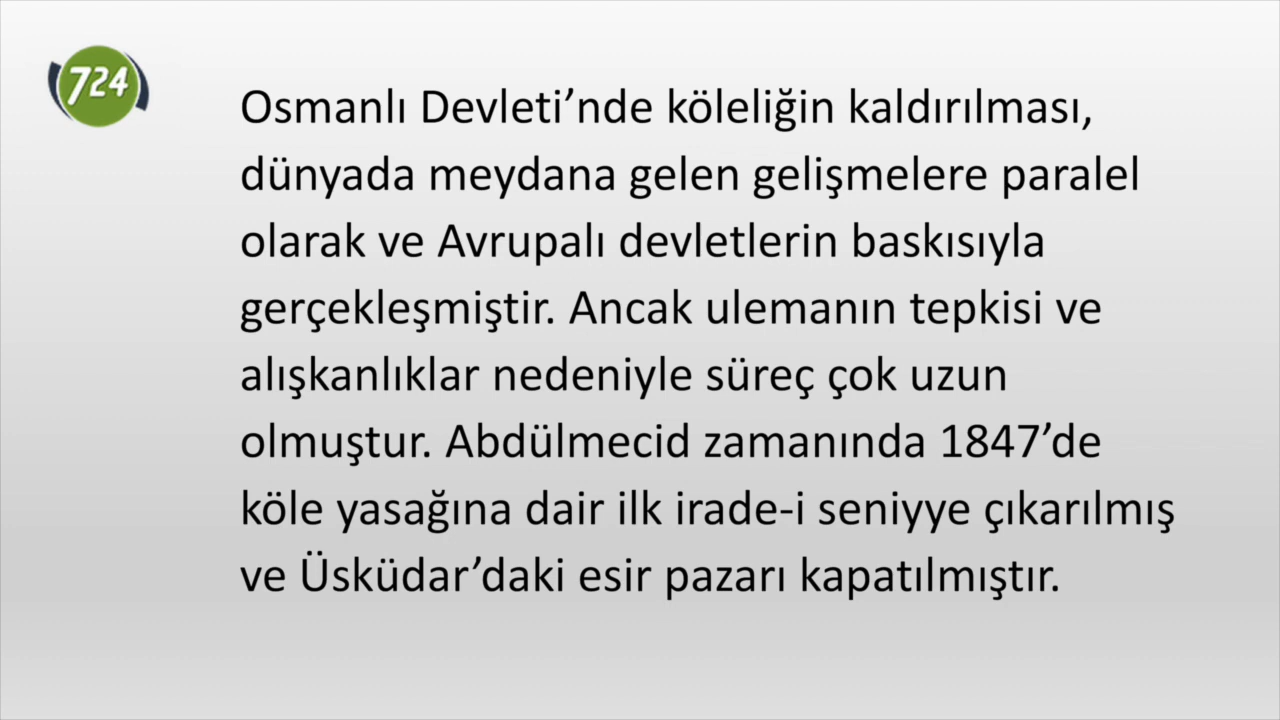 724
Osmanlı Devleti’nde köleliğin kaldırılması,
dünyada meydana gelen gelişmelere paralel
olarak ve Avrupalı devletlerin baskısıyla
gerçekleşmiştir. Ancak ulemanın tepkisi ve
alışkanlıklar nedeniyle süreç çok uzun
olmuştur. Abdülmecid zamanında 1847’de
köle yasağına dair ilk irade-i seniyye çıkarılmış
ve Üsküdar’daki esir pazarı kapatılmıştır.